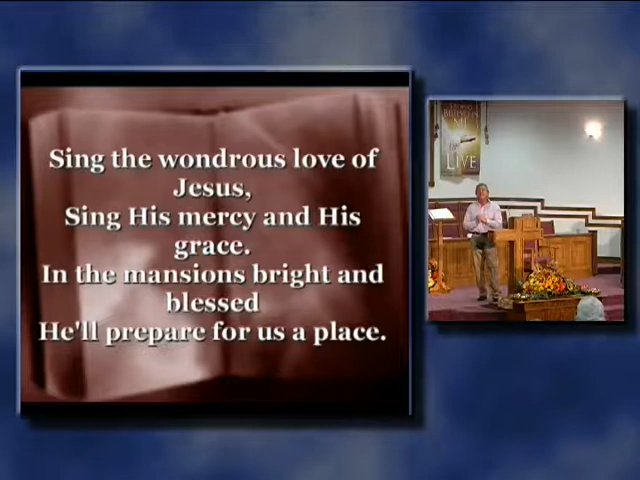 Sing the wondrous love of
Jesus,
Sing His mercy and His
grace.
In the mansions bright and
blessed
He'll prepare for us a place.
LIVE